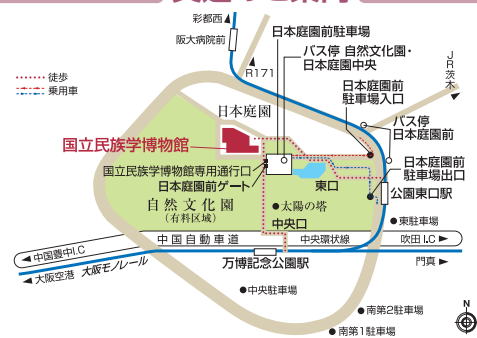 交通のご案内
彩都西
阪大病院前
日本庭園前駐車場
バス停 自然文化園・
日本庭園中央
R171
JR茨木
徒歩
乗用車
日本庭園前
駐車場入口
日本庭園
バス停
日本庭園前
国立民族学博物館
国立民族学博物館専用通行口
日本庭園前ゲート
東口
日本庭園前
駐車場出口
公園東口駅
自然文化園
(有料区域)
太陽の塔
中央口
東駐車場
中国自動車道
中央環状線
吹田I.C
中国豊中I.C
大阪空港
大阪モノレール
万博記念公園駅
門真
中央駐車場
南第2駐車場
南第1駐車場
N